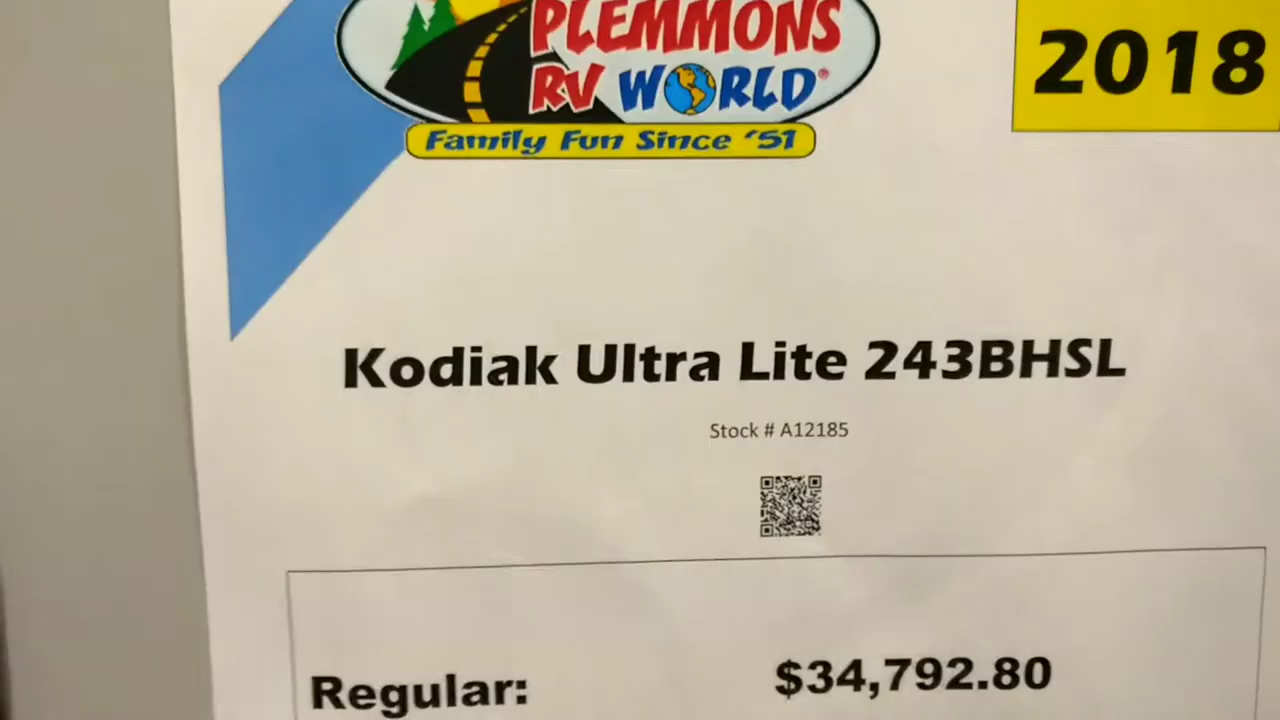 PLEMMONS
RV WORLD®
Family Fun Since '51
2018
Kodiak Ultra Lite 243BHSL
Stock # A12185
Regular: $34,792.80